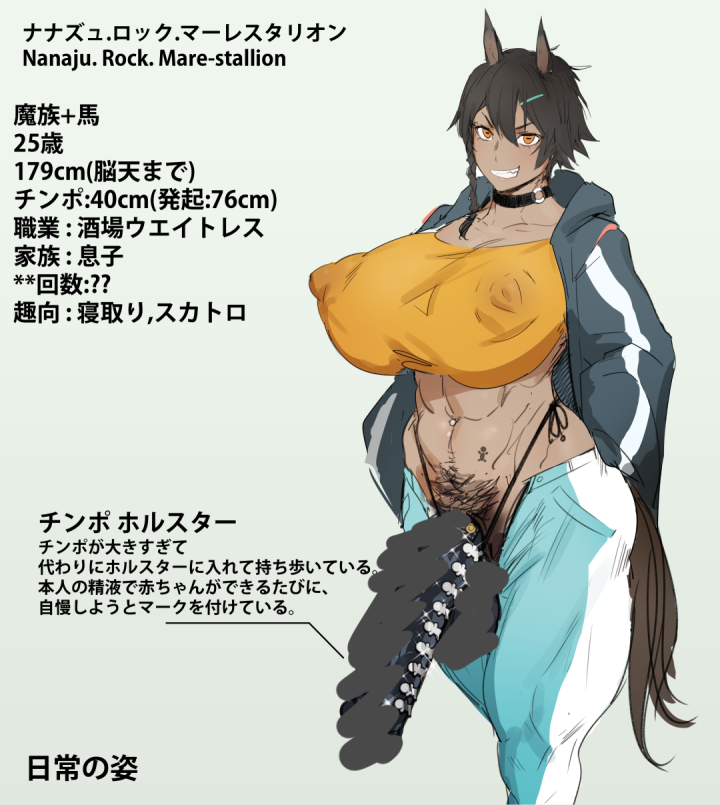 ナナズュ.ロック.マーレスタリオン
Nanaju. Rock. Mare-stallion
魔族+馬
25歳
179cm(脳天まで)
チンポ:40cm(発起:76cm)
職業 : 酒場ウエイトレス
家族 : 息子
**回数:??
趣向 : 寝取り,スカトロ
チンポ ホルスター
チンポが大きすぎて
代わりにホルスターに入れて持ち歩いている。
本人の精液で赤ちゃんができるたびに、
自慢しようとマークを付けている。
日常の姿